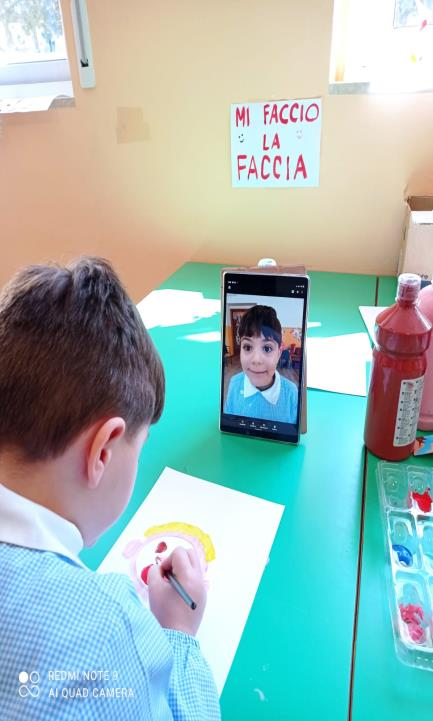 MI FACCIO
LA
FACCIA
REDMI NOTE 9
AI QUAD CAMERA